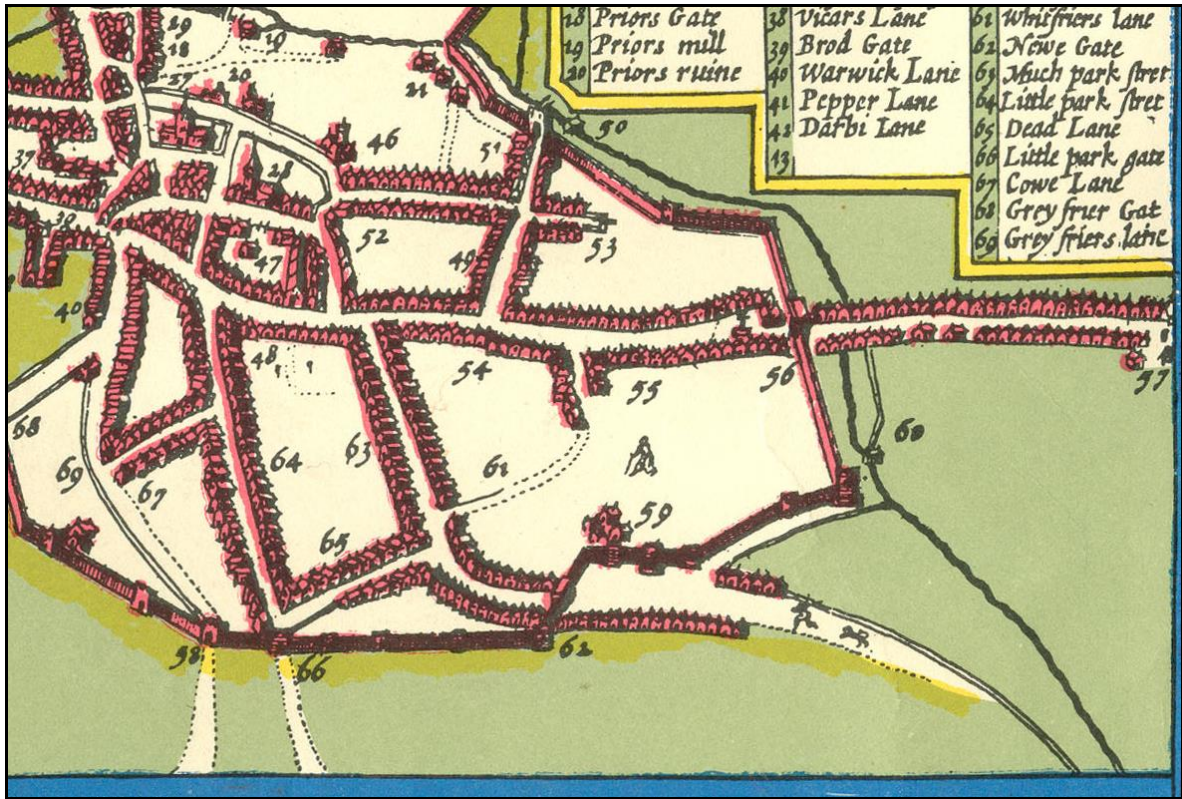 18 Priors Gate
19 Priors mill
20 Priors ruine
38 Vicars Lane
39 Brod Gate
40 Warwick Lane
41 Pepper Lane
42 Darbi Lane
43
61 Whitfriers lane
62 Newe Gate
63 Much park stret
64 Little park stret
65 Dead Lane
66 Little park gate
67 Cowe Lane
68 Grey frier Gat
69 Grey friers lane
19
18
19
37
20
21
46
51
50
37
28
39
52
53
47
49
40
48
54
55
56
57
68
69
67
64
63
61
60
59
65
58
66
62